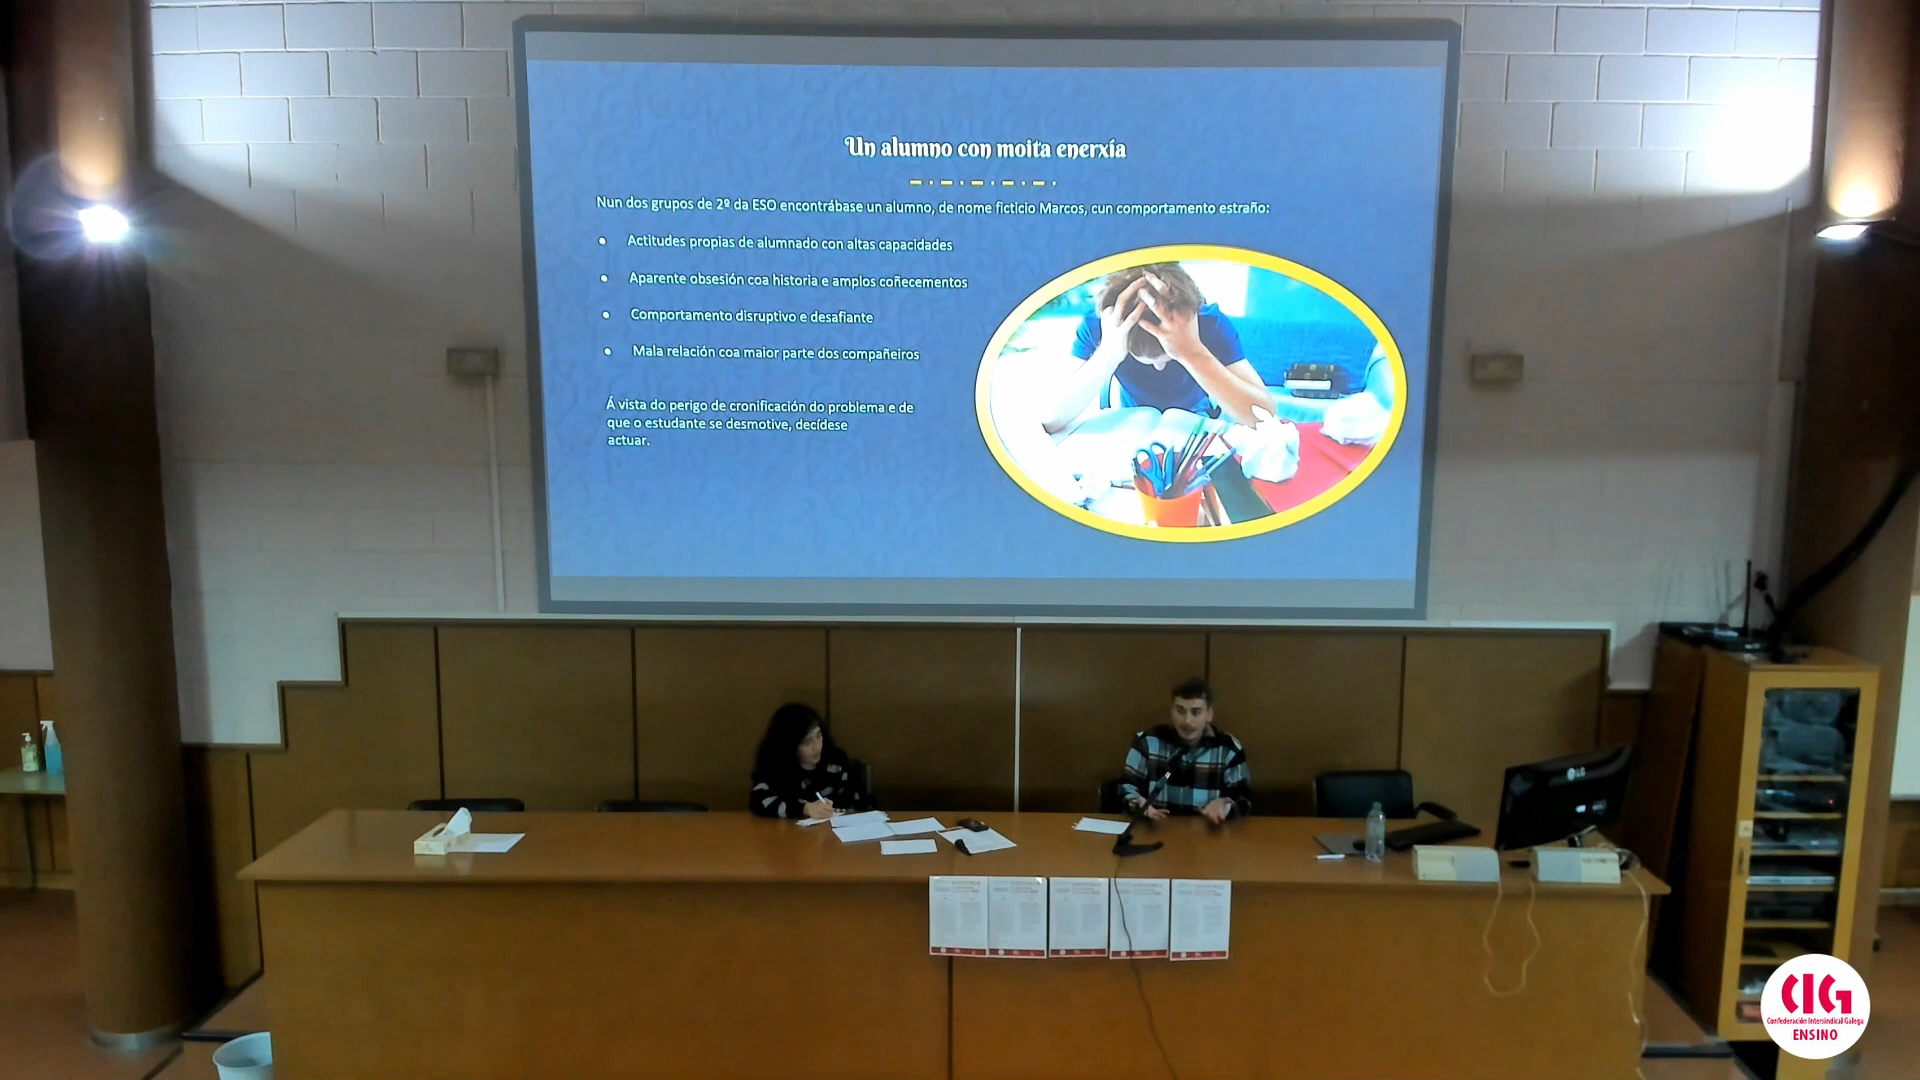 Un alumno con moita enerxía
Nun dos grupos de 2º da ESO encontrábase un alumno, de nome ficticio Marcos, cun comportamento estraño:
• Actitudes propias de alumnado con altas capacidades
• Aparente obsesión coa historia e amplos coñecementos
• Comportamento disruptivo e desafiante
• Mala relación coa maior parte dos compañeiros
Á vista do perigo de cronificación do problema e de
que o estudante se desmotive, decídese
actuar.
LG
CIG
Confederación Intersindical Galega
ENSINO